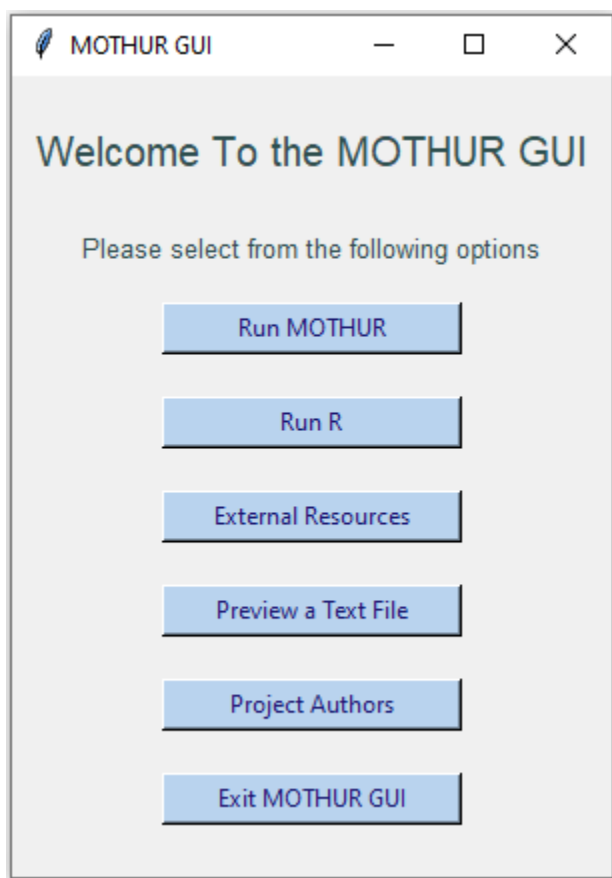 MOTHUR GUI
Welcome To the MOTHUR GUI
Please select from the following options
Run MOTHUR
Run R
External Resources
Preview a Text File
Project Authors
Exit MOTHUR GUI